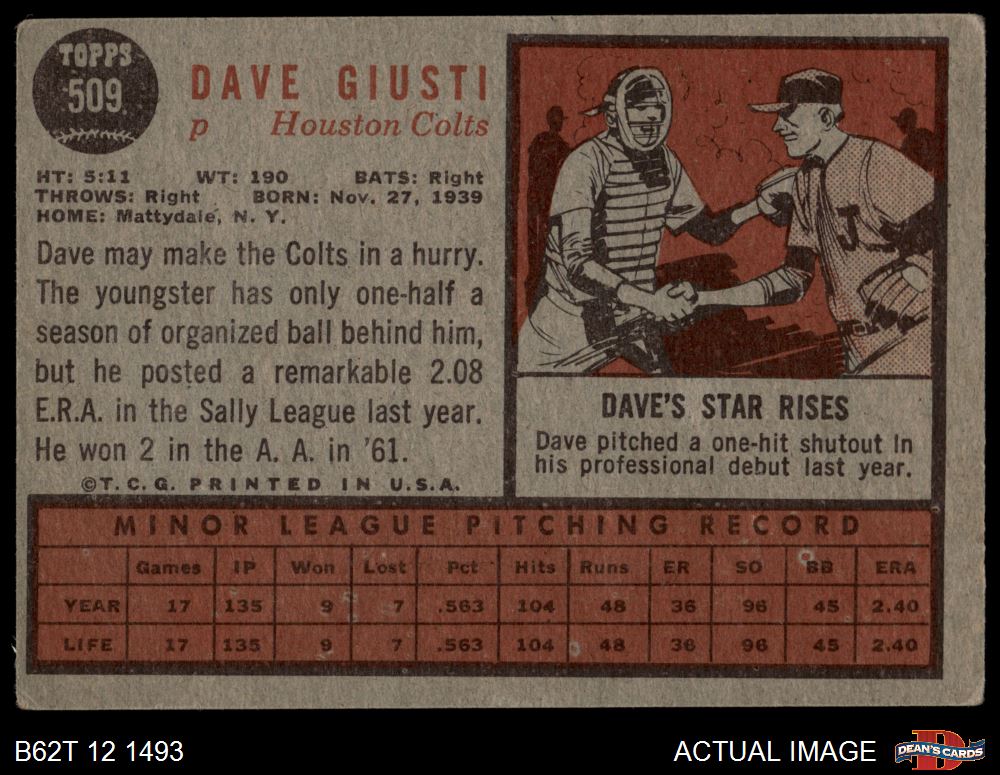 TOPPS
509
DAVE GIUSTI
p Houston Colts
HT: 5:11 WT: 190 BATS: Right
THROWS: Right BORN: Nov. 27, 1939
HOME: Mattydale, N. Y.
Dave may make the Colts in a hurry.
The youngster has only one-half a
season of organized ball behind him,
but he posted a remarkable 2.08
E.R.A. in the Sally League last year.
He won 2 in the A. A. in '61.
©T. C. G. PRINTED IN U.S.A.
J
DAVE'S STAR RISES
Dave pitched a one-hit shutout in
his professional debut last year.
MINOR LEAGUE PITCHING RECORD
Games IP Won Lost Pct Hits Runs ER SO BB ERA
YEAR 17 135 9 7 .563 104 48 36 96 45 2.40
LIFE 17 135 9 7 .563 104 48 36 96 45 2.40
B62T 12 1493
ACTUAL IMAGE
D
DEAN'S CARDS